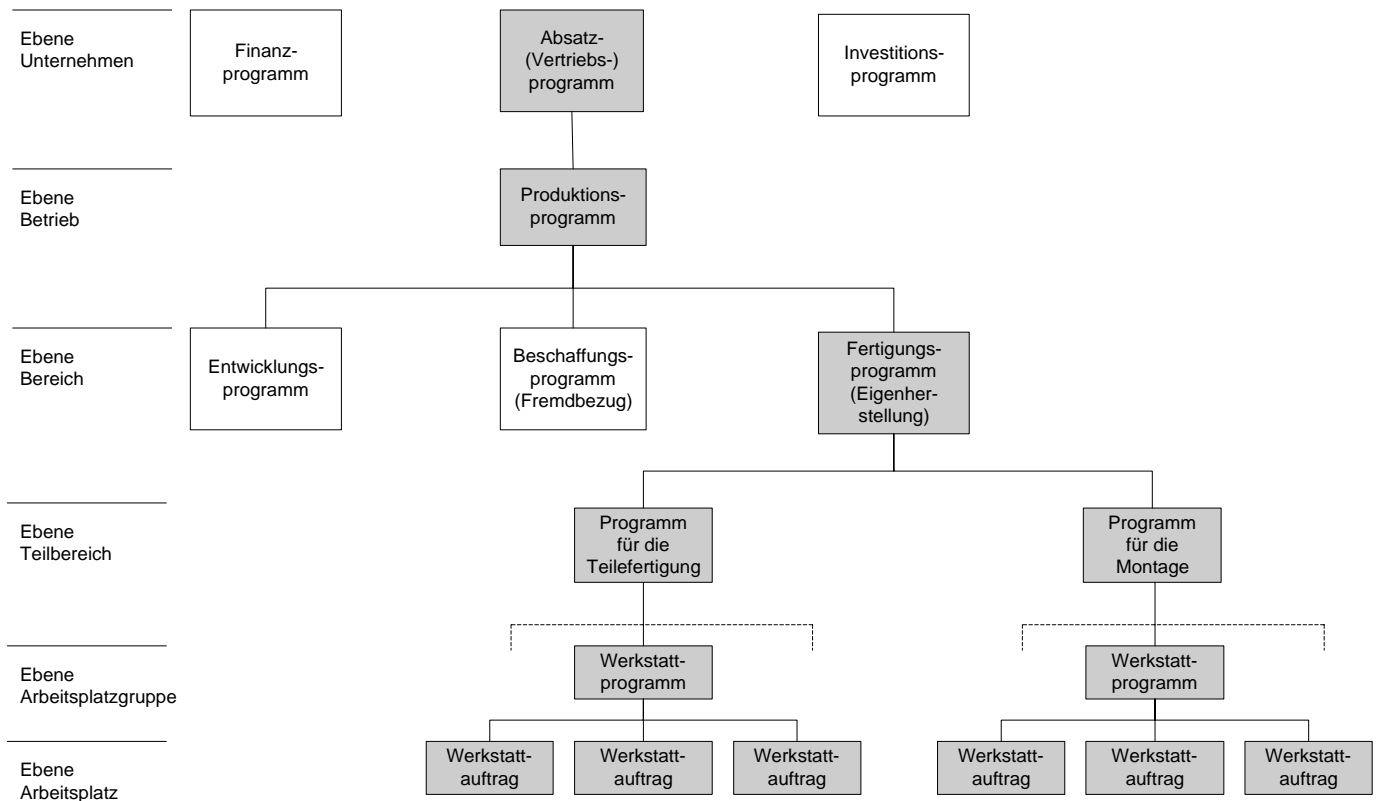 Ebene
Unternehmen
Finanz-
programm
Absatz-
(Vertriebs-)
programm
Investitions-
programm
Ebene
Betrieb
Produktions-
programm
Ebene
Bereich
Entwicklungs-
programm
Beschaffungs-
programm
(Fremdbezug)
Fertigungs-
programm
(Eigenher-
stellung)
Ebene
Teilbereich
Programm
für die
Teilefertigung
Programm
für die
Montage
Ebene
Arbeitsplatzgruppe
Werkstatt-
programm
Werkstatt-
programm
Ebene
Arbeitsplatz
Werkstatt-
auftrag
Werkstatt-
auftrag
Werkstatt-
auftrag
Werkstatt-
auftrag
Werkstatt-
auftrag
Werkstatt-
auftrag